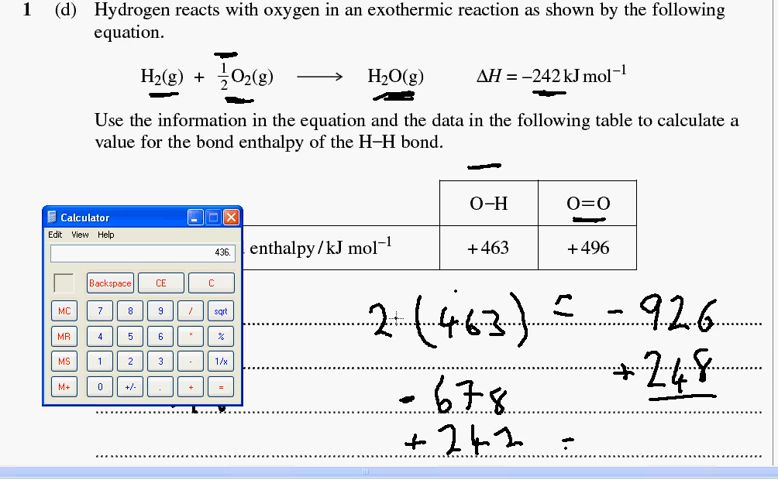 1 (d) Hydrogen reacts with oxygen in an exothermic reaction as shown by the following
equation.
H₂(g) + ½O₂(g) ⟶ H₂O(g) ΔH = −242 kJ mol⁻¹
Use the information in the equation and the data in the following table to calculate a
value for the bond enthalpy of the H−H bond.
O−H O=O
enthalpy / kJ mol⁻¹ +463 +496
Calculator
Edit View Help
436.
Backspace CE C
MC 7 8 9 / sqrt
MR 4 5 6 * %
MS 1 2 3 - 1/x
M+ 0 +/- . + =
2 (463) = - 926
+ 248
- 678
+ 242 =